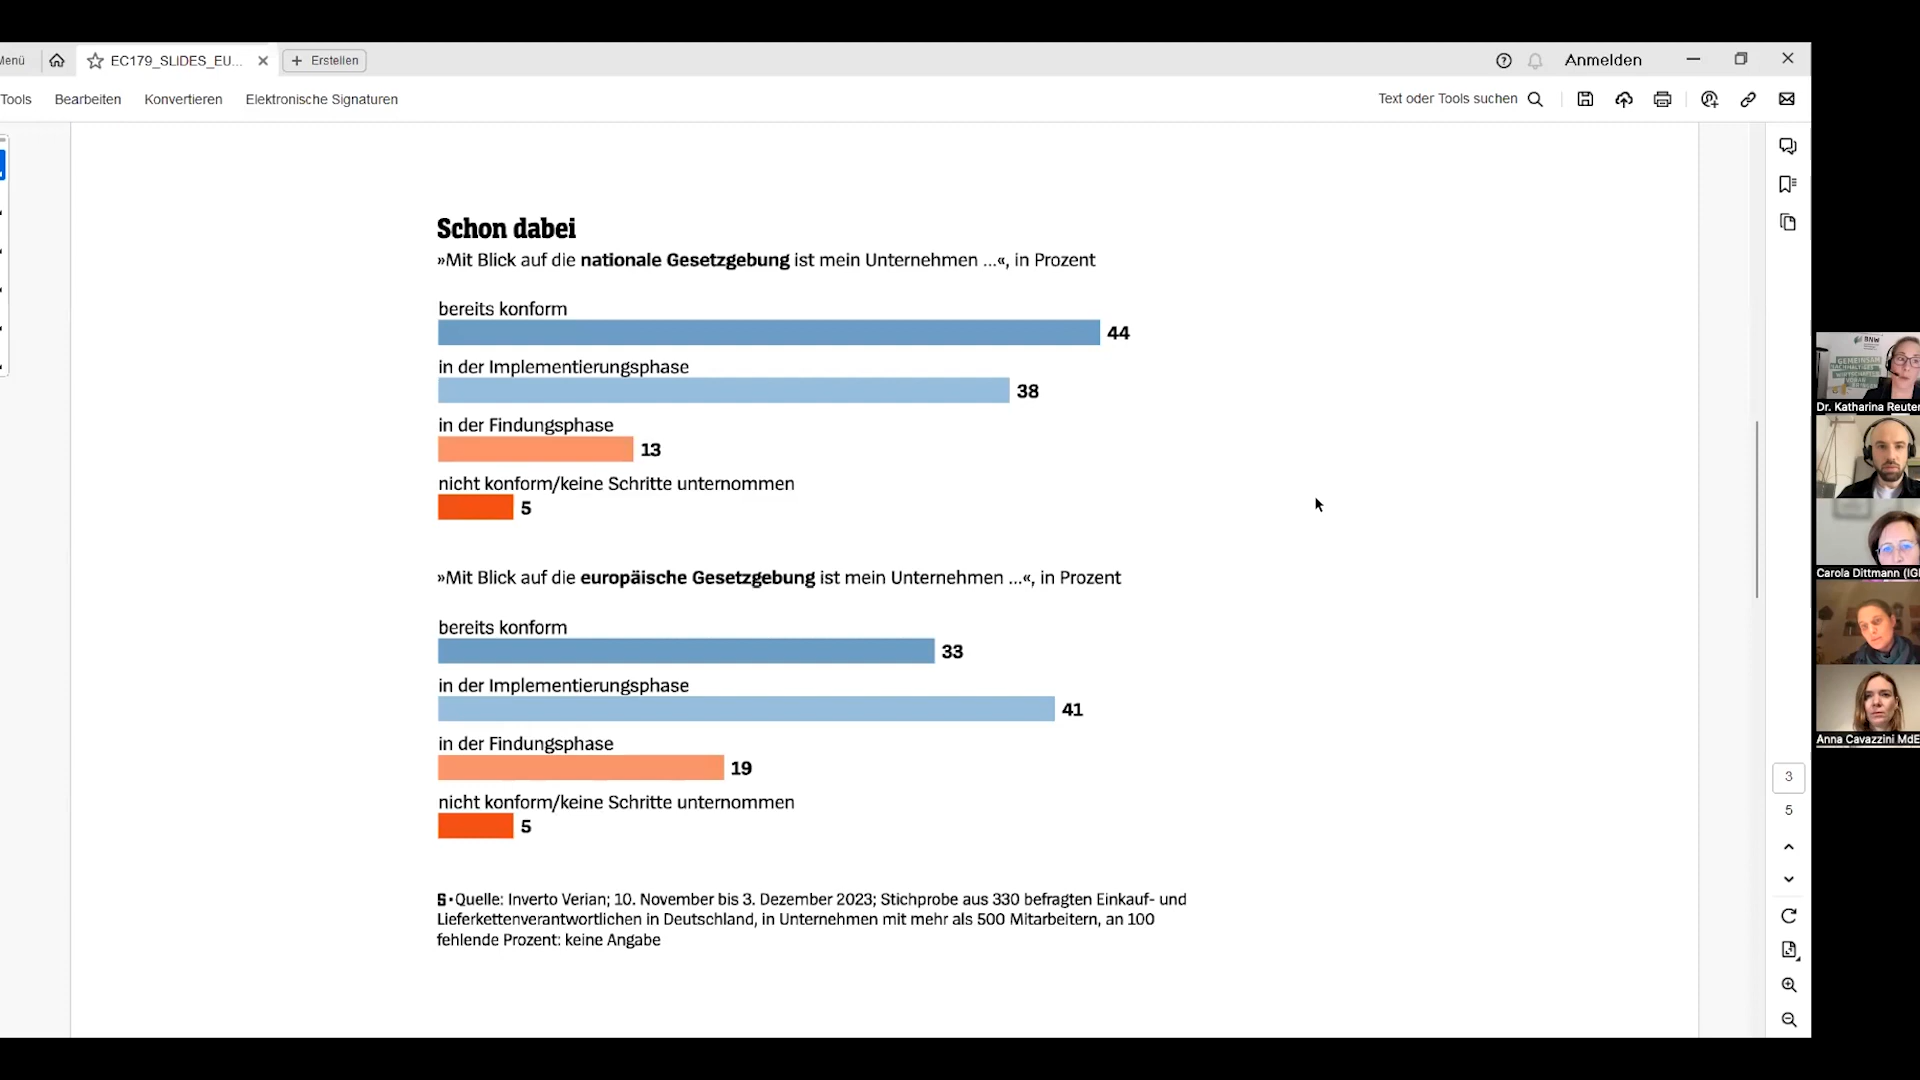 Menü
EC179_SLIDES_EU...
Erstellen
Anmelden
Tools
Bearbeiten
Konvertieren
Elektronische Signaturen
Text oder Tools suchen
Schon dabei
»Mit Blick auf die nationale Gesetzgebung ist mein Unternehmen ...«, in Prozent
bereits konform
44
in der Implementierungsphase
38
in der Findungsphase
13
nicht konform/keine Schritte unternommen
5
»Mit Blick auf die europäische Gesetzgebung ist mein Unternehmen ...«, in Prozent
bereits konform
33
in der Implementierungsphase
41
in der Findungsphase
19
nicht konform/keine Schritte unternommen
5
S • Quelle: Inverto Verian; 10. November bis 3. Dezember 2023; Stichprobe aus 330 befragten Einkauf- und
Lieferkettenverantwortlichen in Deutschland, in Unternehmen mit mehr als 500 Mitarbeitern, an 100
fehlende Prozent: keine Angabe
3
5
BNW
GEMEINSAM
NACHHALTIGES
Dr. Katharina Reuter
Carola Dittmann (IGI
Anna Cavazzini MdE